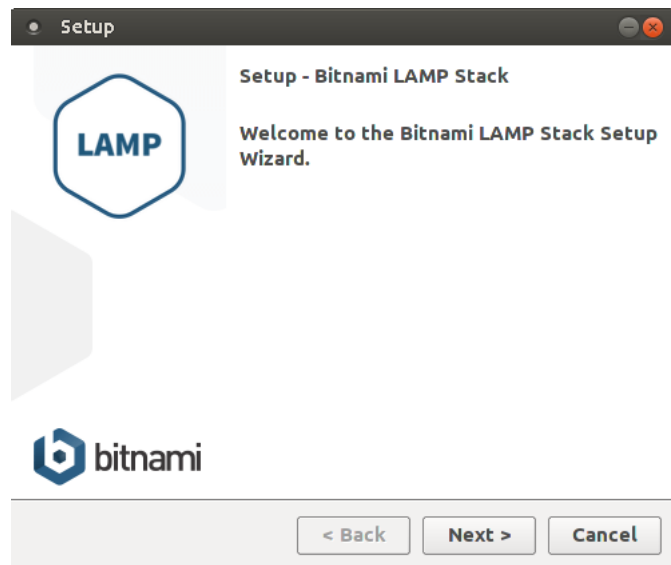 Setup
Setup - Bitnami LAMP Stack
LAMP
Welcome to the Bitnami LAMP Stack Setup
Wizard.
bitnami
< Back
Next >
Cancel